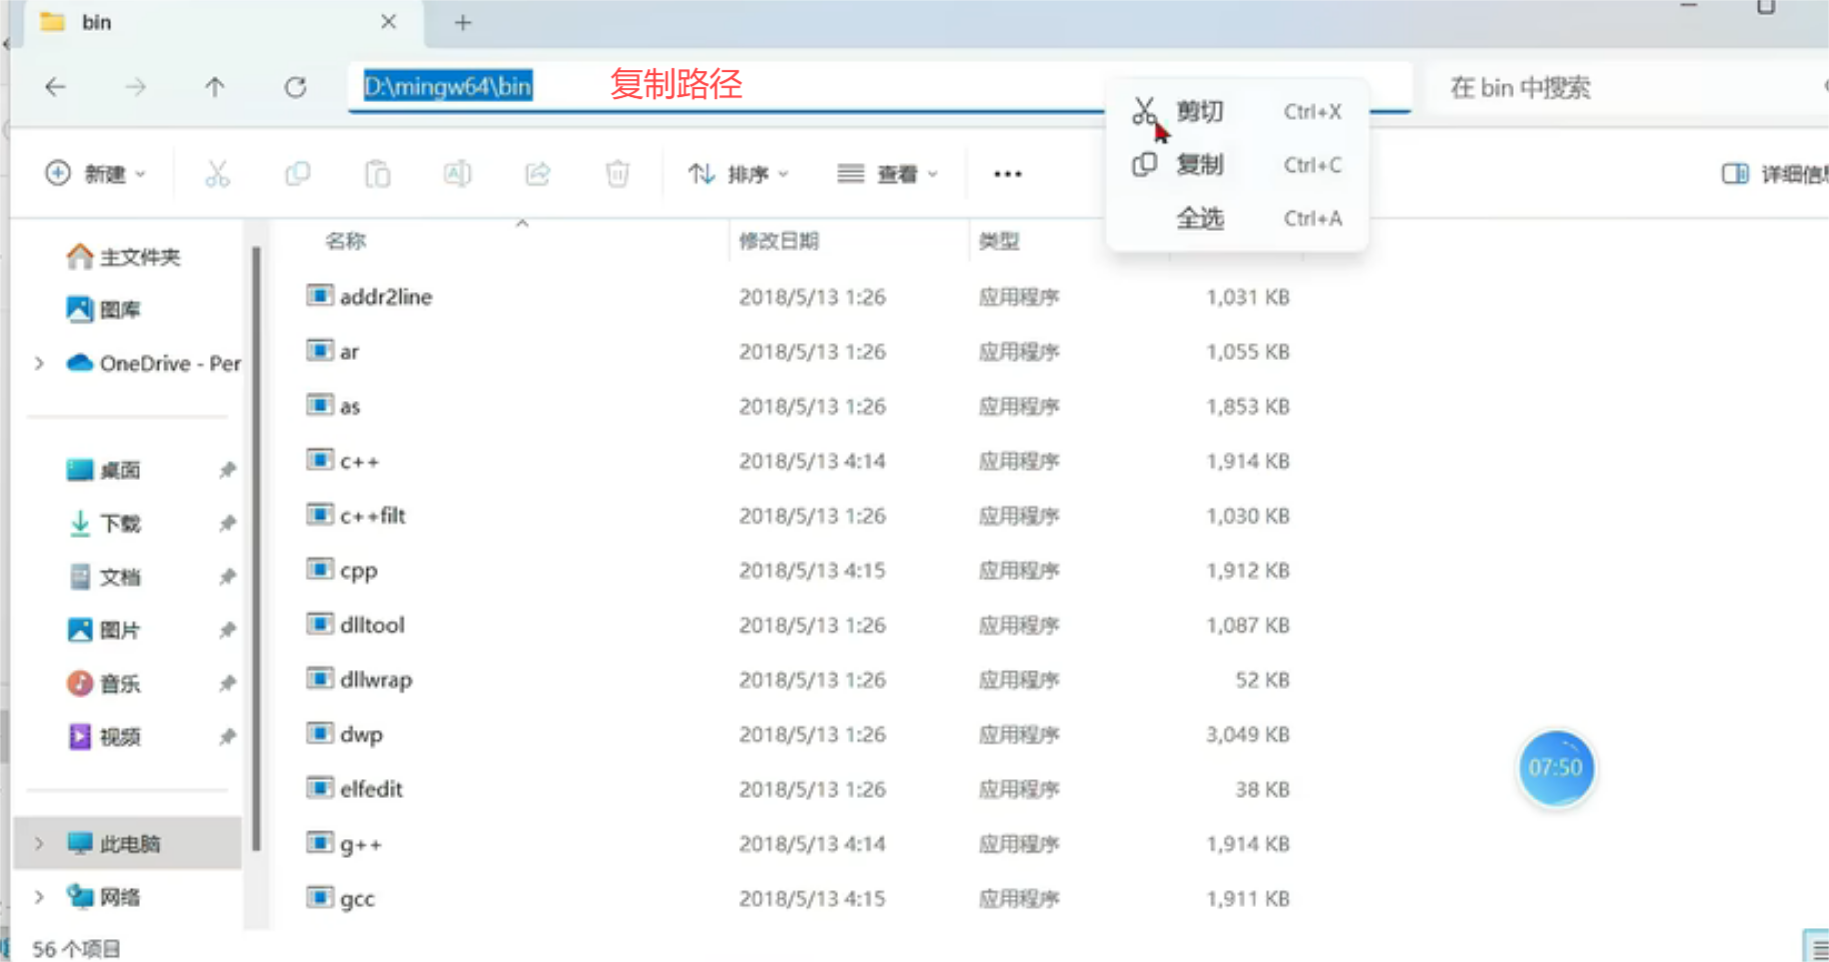 bin
D:\mingw64\bin
复制路径
在 bin 中搜索
剪切 Ctrl+X
复制 Ctrl+C
全选 Ctrl+A
新建
排序
查看
详细信
主文件夹
图库
OneDrive - Per
桌面
下载
文档
图片
音乐
视频
此电脑
网络
名称 修改日期 类型
addr2line 2018/5/13 1:26 应用程序 1,031 KB
ar 2018/5/13 1:26 应用程序 1,055 KB
as 2018/5/13 1:26 应用程序 1,853 KB
c++ 2018/5/13 4:14 应用程序 1,914 KB
c++filt 2018/5/13 1:26 应用程序 1,030 KB
cpp 2018/5/13 4:15 应用程序 1,912 KB
dlltool 2018/5/13 1:26 应用程序 1,087 KB
dllwrap 2018/5/13 1:26 应用程序 52 KB
dwp 2018/5/13 1:26 应用程序 3,049 KB
elfedit 2018/5/13 1:26 应用程序 38 KB
g++ 2018/5/13 4:14 应用程序 1,914 KB
gcc 2018/5/13 4:15 应用程序 1,911 KB
07:50
56 个项目